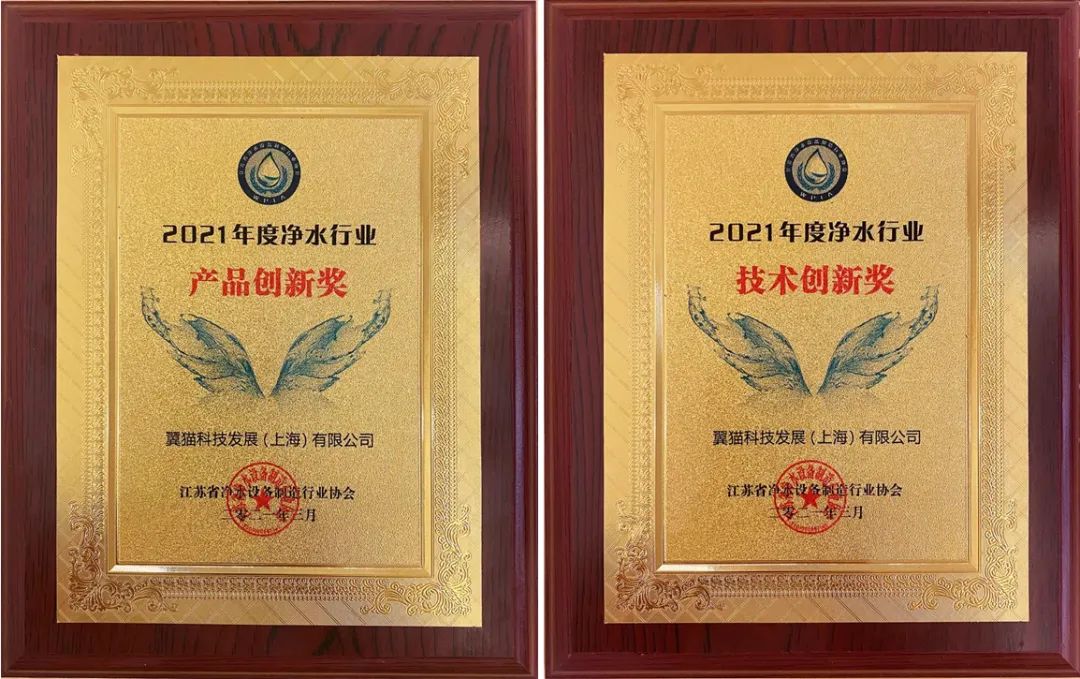 WPIA
2021年度净水行业
产品创新奖
翼猫科技发展（上海）有限公司
江苏省净水设备制造行业协会
二零二一年三月
WPIA
2021年度净水行业
技术创新奖
翼猫科技发展（上海）有限公司
江苏省净水设备制造行业协会
二零二一年三月